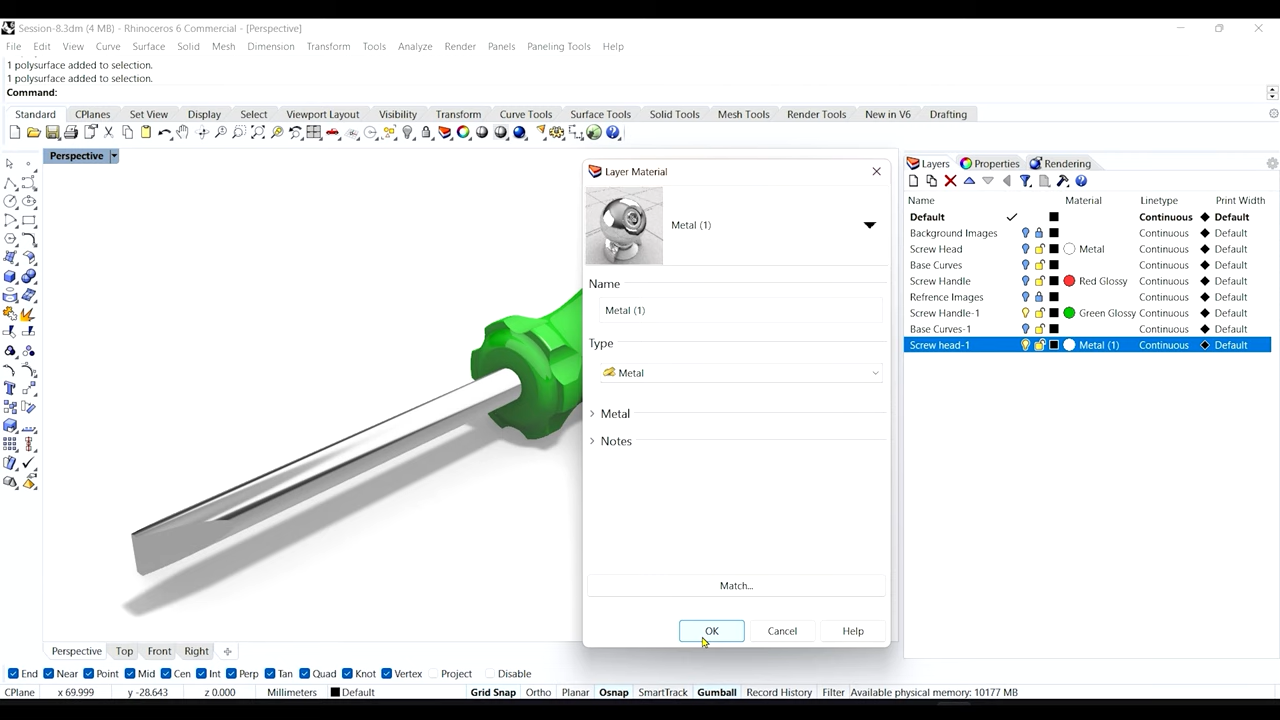 Session-8.3dm (4 MB) - Rhinoceros 6 Commercial - [Perspective]
File Edit View Curve Surface Solid Mesh Dimension Transform Tools Analyze Render Panels Paneling Tools Help
1 polysurface added to selection.
1 polysurface added to selection.
Command:
Standard CPlanes Set View Display Select Viewport Layout Visibility Transform Curve Tools Surface Tools Solid Tools Mesh Tools Render Tools New in V6 Drafting
Perspective
Layer Material
Metal (1)
Name
Metal (1)
Type
Metal
Metal
Notes
Match...
OK Cancel Help
Layers Properties Rendering
Name Material Linetype Print Width
Default Continuous Default
Background Images Continuous Default
Screw Head Metal Continuous Default
Base Curves Continuous Default
Screw Handle Red Glossy Continuous Default
Refrence Images Continuous Default
Screw Handle-1 Green Glossy Continuous Default
Base Curves-1 Continuous Default
Screw head-1 Metal (1) Continuous Default
Perspective Top Front Right
End Near Point Mid Cen Int Perp Tan Quad Knot Vertex Project Disable
CPlane x 69.999 y -28.643 z 0.000 Millimeters Default Grid Snap Ortho Planar Osnap SmartTrack Gumball Record History Filter Available physical memory: 10177 MB